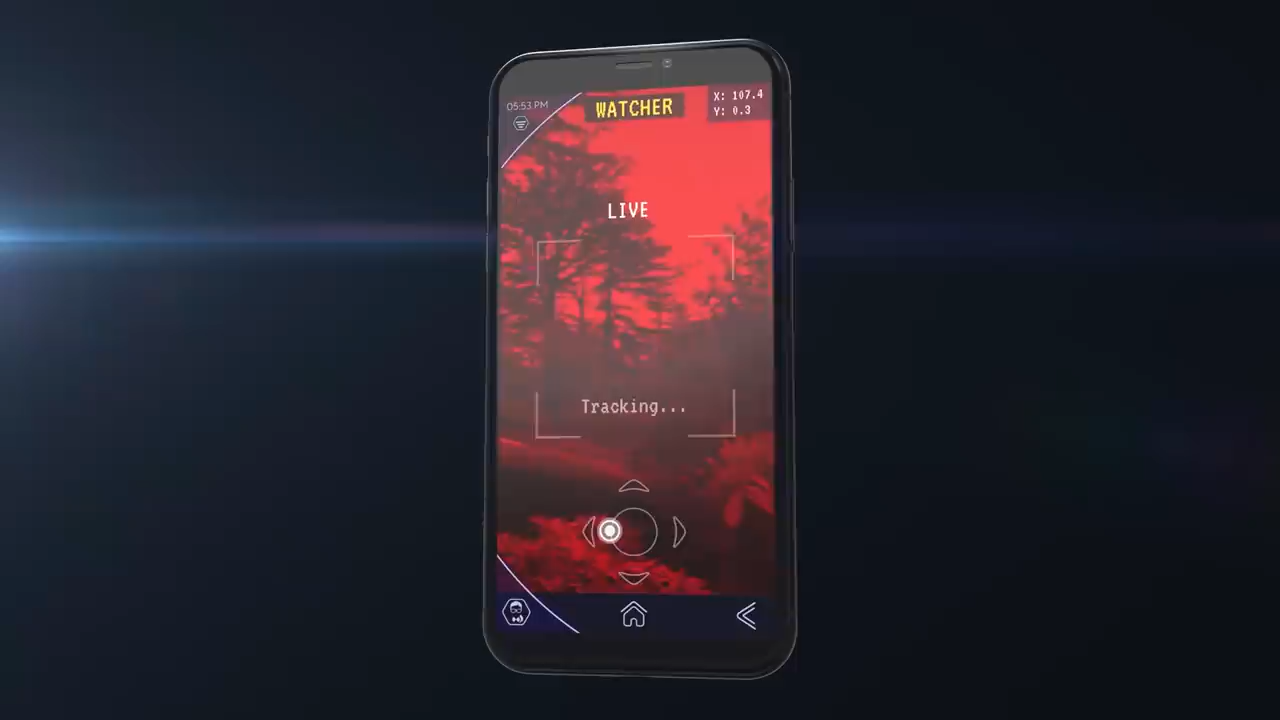 05:53 PM
WATCHER
X: 107.4
Y: 0.3
LIVE
Tracking...